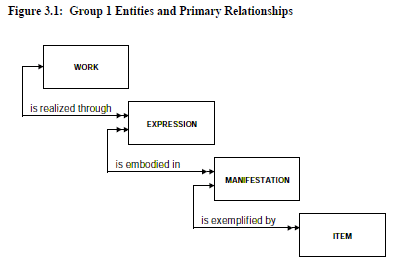 Figure 3.1: Group 1 Entities and Primary Relationships
WORK
is realized through
EXPRESSION
is embodied in
MANIFESTATION
is exemplified by
ITEM